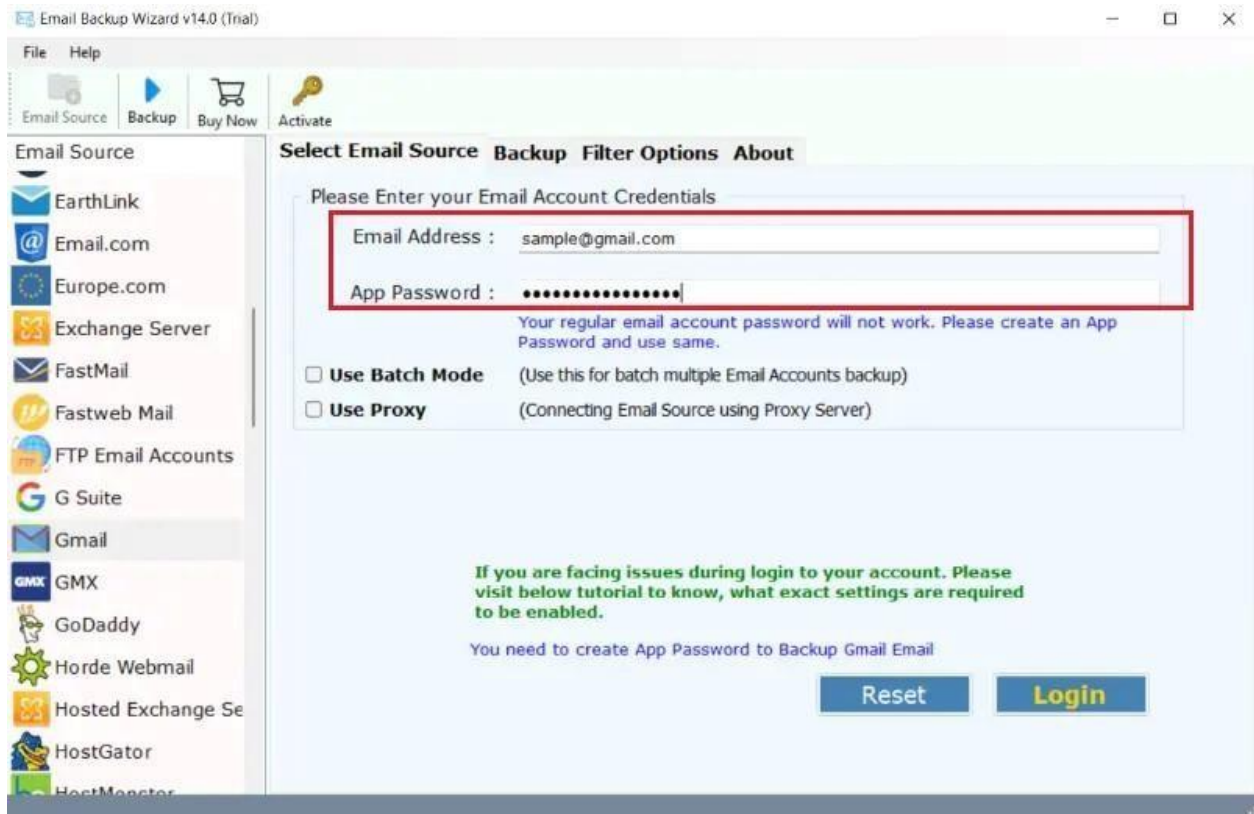 Email Backup Wizard v14.0 (Trial)
File Help
Email Source Backup Buy Now Activate
Email Source
EarthLink
@ Email.com
Europe.com
Exchange Server
FastMail
Fastweb Mail
FTP Email Accounts
G Suite
Gmail
GMX GMX
GoDaddy
Horde Webmail
Hosted Exchange Se
HostGator
HostMonster
Select Email Source Backup Filter Options About
Please Enter your Email Account Credentials
Email Address : sample@gmail.com
App Password : ••••••••••••••••
Your regular email account password will not work. Please create an App
Password and use same.
Use Batch Mode (Use this for batch multiple Email Accounts backup)
Use Proxy (Connecting Email Source using Proxy Server)
If you are facing issues during login to your account. Please
visit below tutorial to know, what exact settings are required
to be enabled.
You need to create App Password to Backup Gmail Email
Reset Login